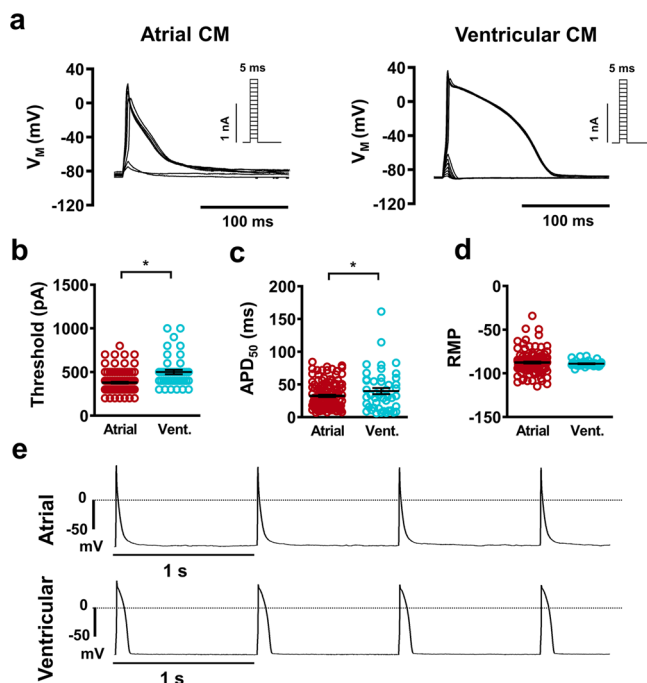 a
Atrial CM
Ventricular CM
V_M (mV)
40
0
-40
-80
-120
5 ms
1 nA
100 ms
V_M (mV)
40
0
-40
-80
-120
5 ms
1 nA
100 ms
b
Threshold (pA)
1500
1000
500
0
*
Atrial
Vent.
c
APD₅₀ (ms)
200
150
100
50
0
*
Atrial
Vent.
d
RMP
0
-50
-100
-150
Atrial
Vent.
e
Atrial
0
-50
mV
1 s
Ventricular
0
-50
mV
1 s